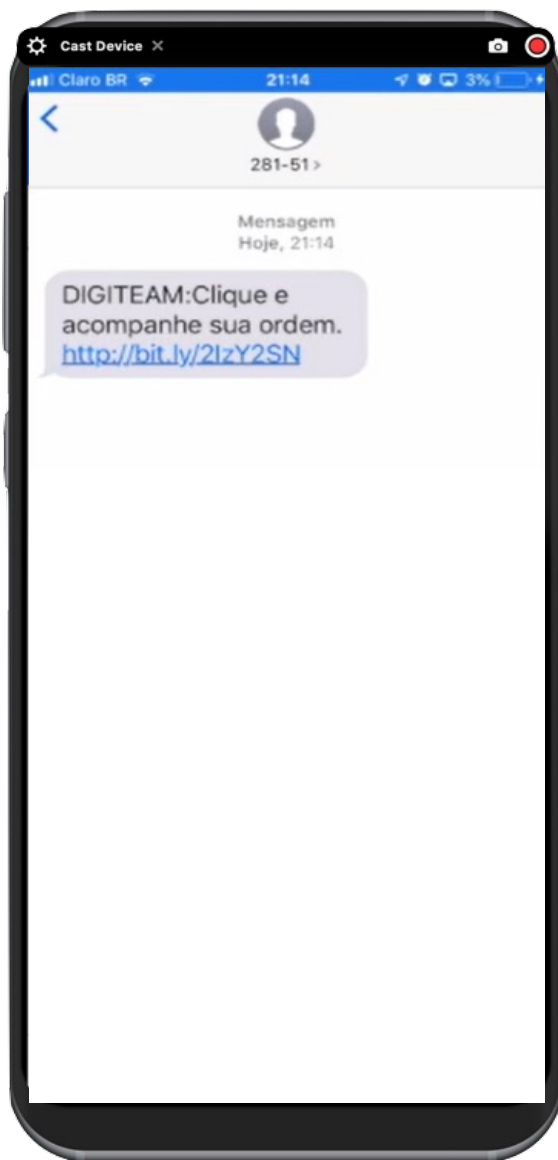 Cast Device
Claro BR 21:14 3%
281-51 >
Mensagem
Hoje, 21:14
DIGITEAM:Clique e
acompanhe sua ordem.
http://bit.ly/2IzY2SN